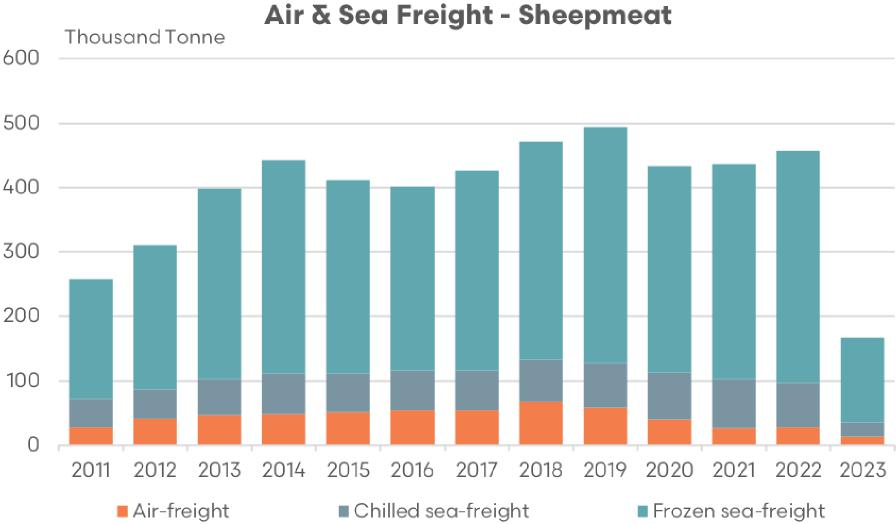 Air & Sea Freight - Sheepmeat
Thousand Tonne
600
500
400
300
200
100
0
2011 2012 2013 2014 2015 2016 2017 2018 2019 2020 2021 2022 2023
Air-freight Chilled sea-freight Frozen sea-freight